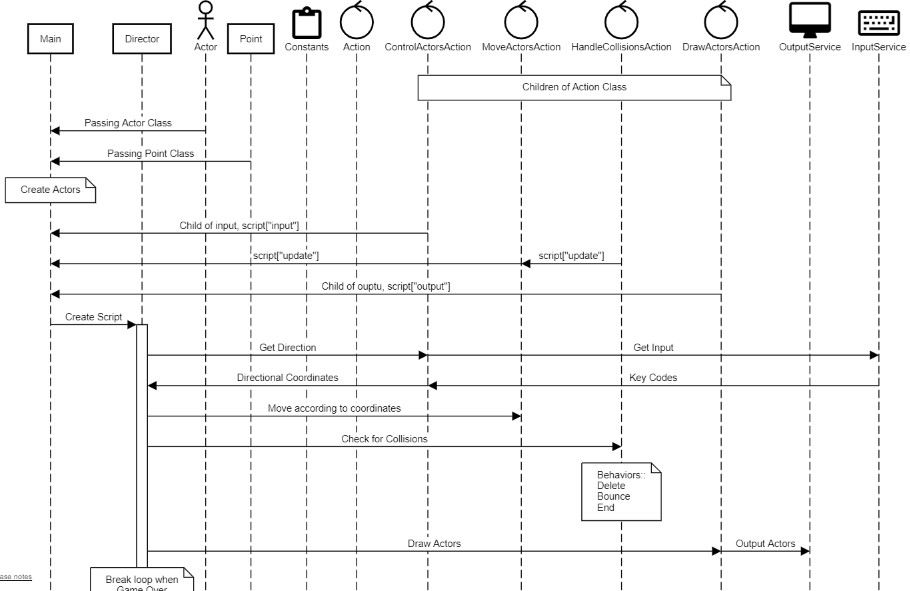 Main
Director
Actor
Point
Constants
Action
ControlActorsAction
MoveActorsAction
HandleCollisionsAction
DrawActorsAction
OutputService
InputService
Children of Action Class
Passing Actor Class
Passing Point Class
Create Actors
Child of input, script["input"]
script["update"]
script["update"]
Child of ouptu, script["output"]
Create Script
Get Direction
Get Input
Directional Coordinates
Key Codes
Move according to coordinates
Check for Collisions
Behaviors::
Delete
Bounce
End
Draw Actors
Output Actors
ase notes
Break loop when
Game Over